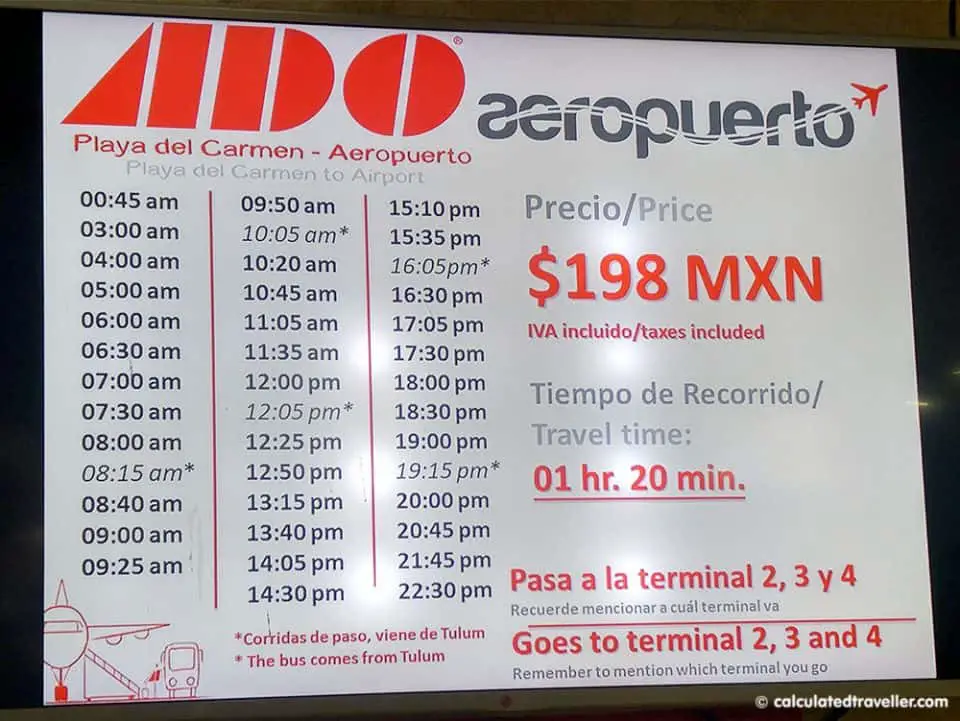 ADO®
aeropuerto
Playa del Carmen - Aeropuerto
Playa del Carmen to Airport
00:45 am
03:00 am
04:00 am
05:00 am
06:00 am
06:30 am
07:00 am
07:30 am
08:00 am
08:15 am*
08:40 am
09:00 am
09:25 am
09:50 am
10:05 am*
10:20 am
10:45 am
11:05 am
11:35 am
12:00 pm
12:05 pm*
12:25 pm
12:50 pm
13:15 pm
13:40 pm
14:05 pm
14:30 pm
15:10 pm
15:35 pm
16:05pm*
16:30 pm
17:05 pm
17:30 pm
18:00 pm
18:30 pm
19:00 pm
19:15 pm*
20:00 pm
20:45 pm
21:45 pm
22:30 pm
*Corridas de paso, viene de Tulum
* The bus comes from Tulum
Precio/Price
$198 MXN
IVA incluido/taxes included
Tiempo de Recorrido/
Travel time:
01 hr. 20 min.
Pasa a la terminal 2, 3 y 4
Recuerde mencionar a cuál terminal va
Goes to terminal 2, 3 and 4
Remember to mention which terminal you go
© calculatedtraveller.com